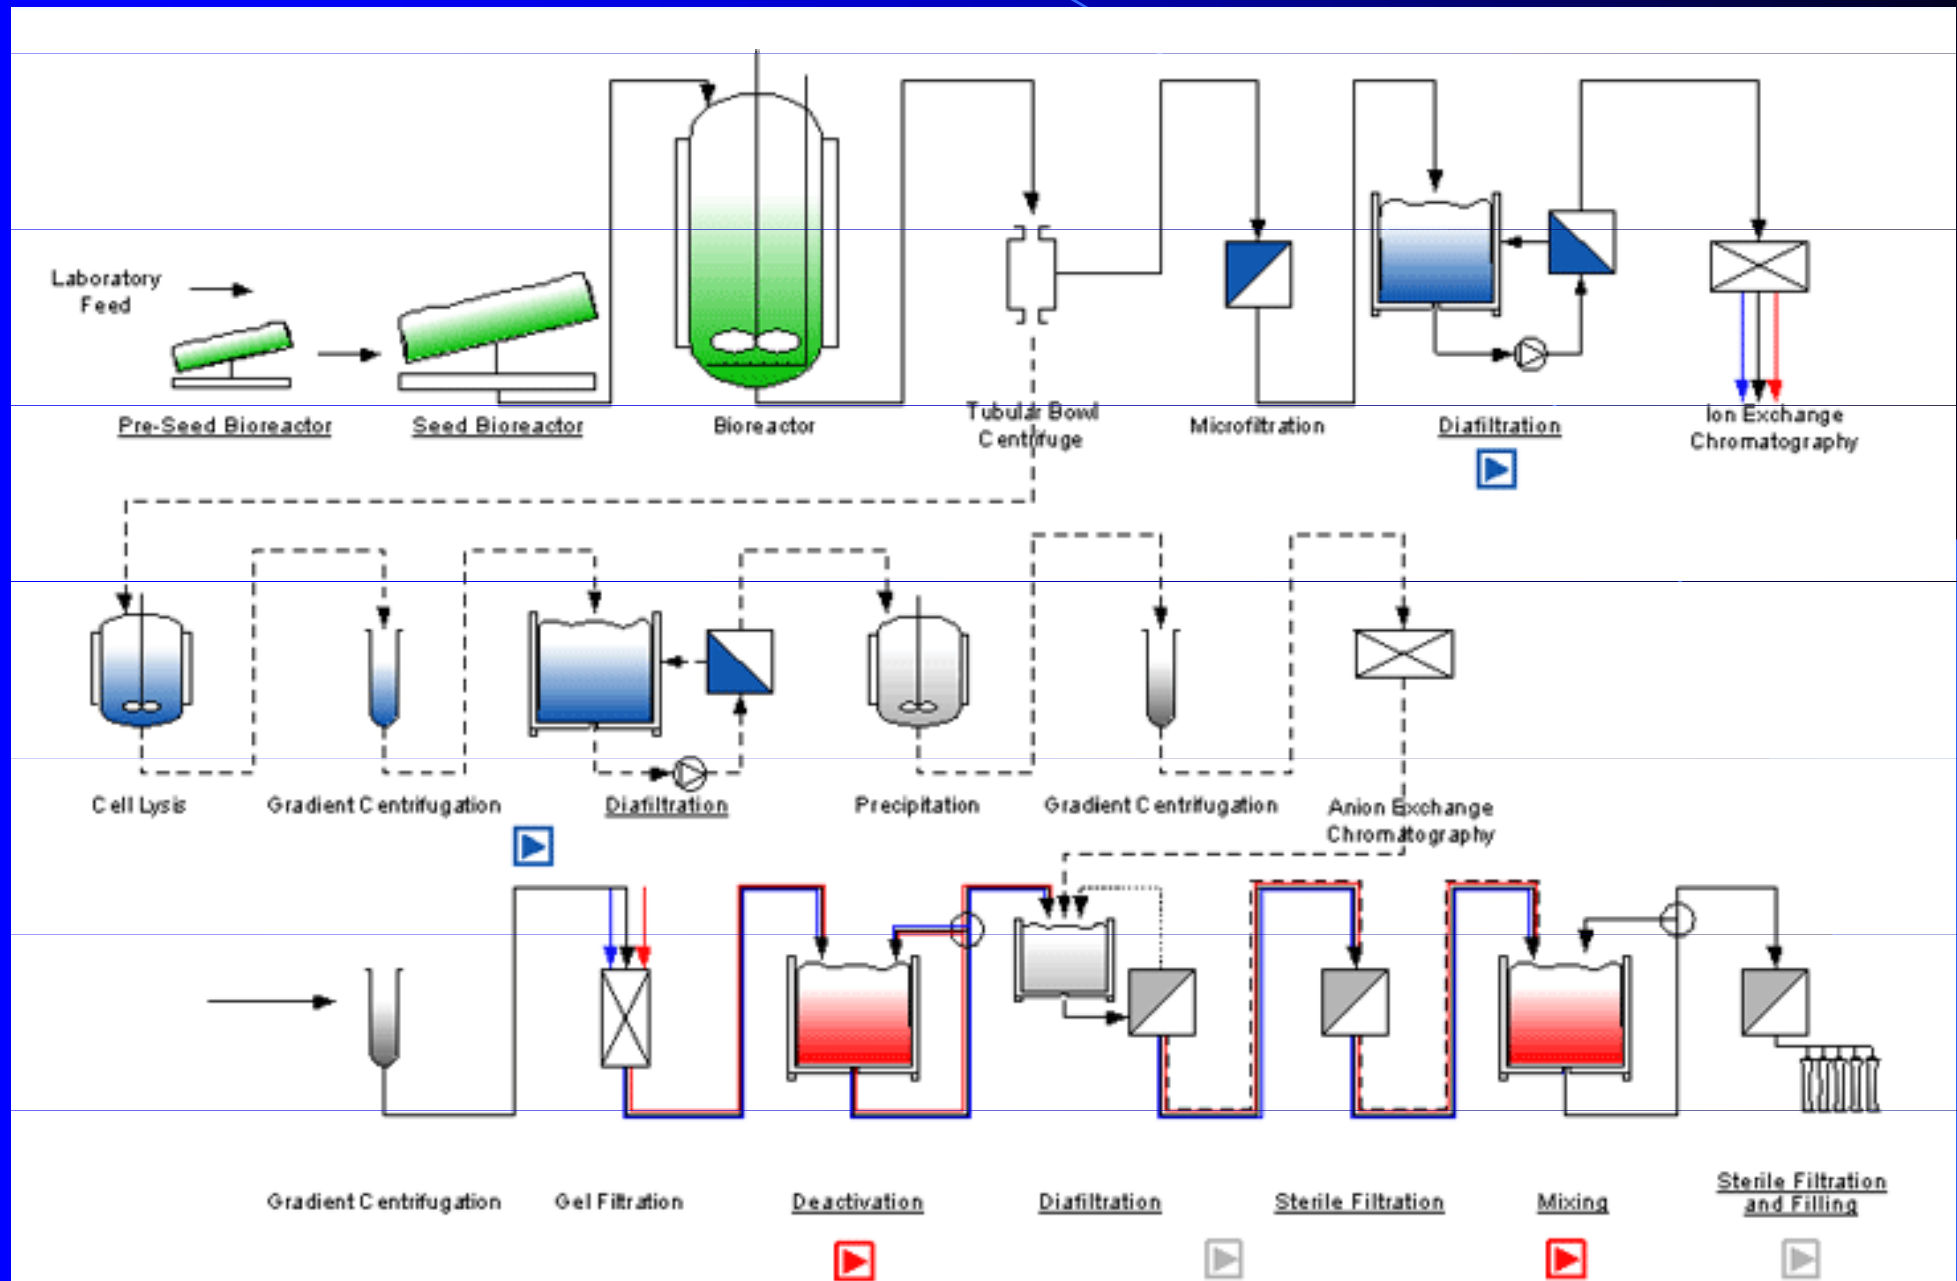 Laboratory
Feed
Pre-Seed Bioreactor
Seed Bioreactor
Bioreactor
Tubular Bowl
Centrifuge
Microfiltration
Diafiltration
Ion Exchange
Chromatography
Cell Lysis
Gradient Centrifugation
Diafiltration
Precipitation
Gradient Centrifugation
Anion Exchange
Chromatography
Gradient Centrifugation
Gel Filtration
Deactivation
Diafiltration
Sterile Filtration
Mixing
Sterile Filtration
and Filling